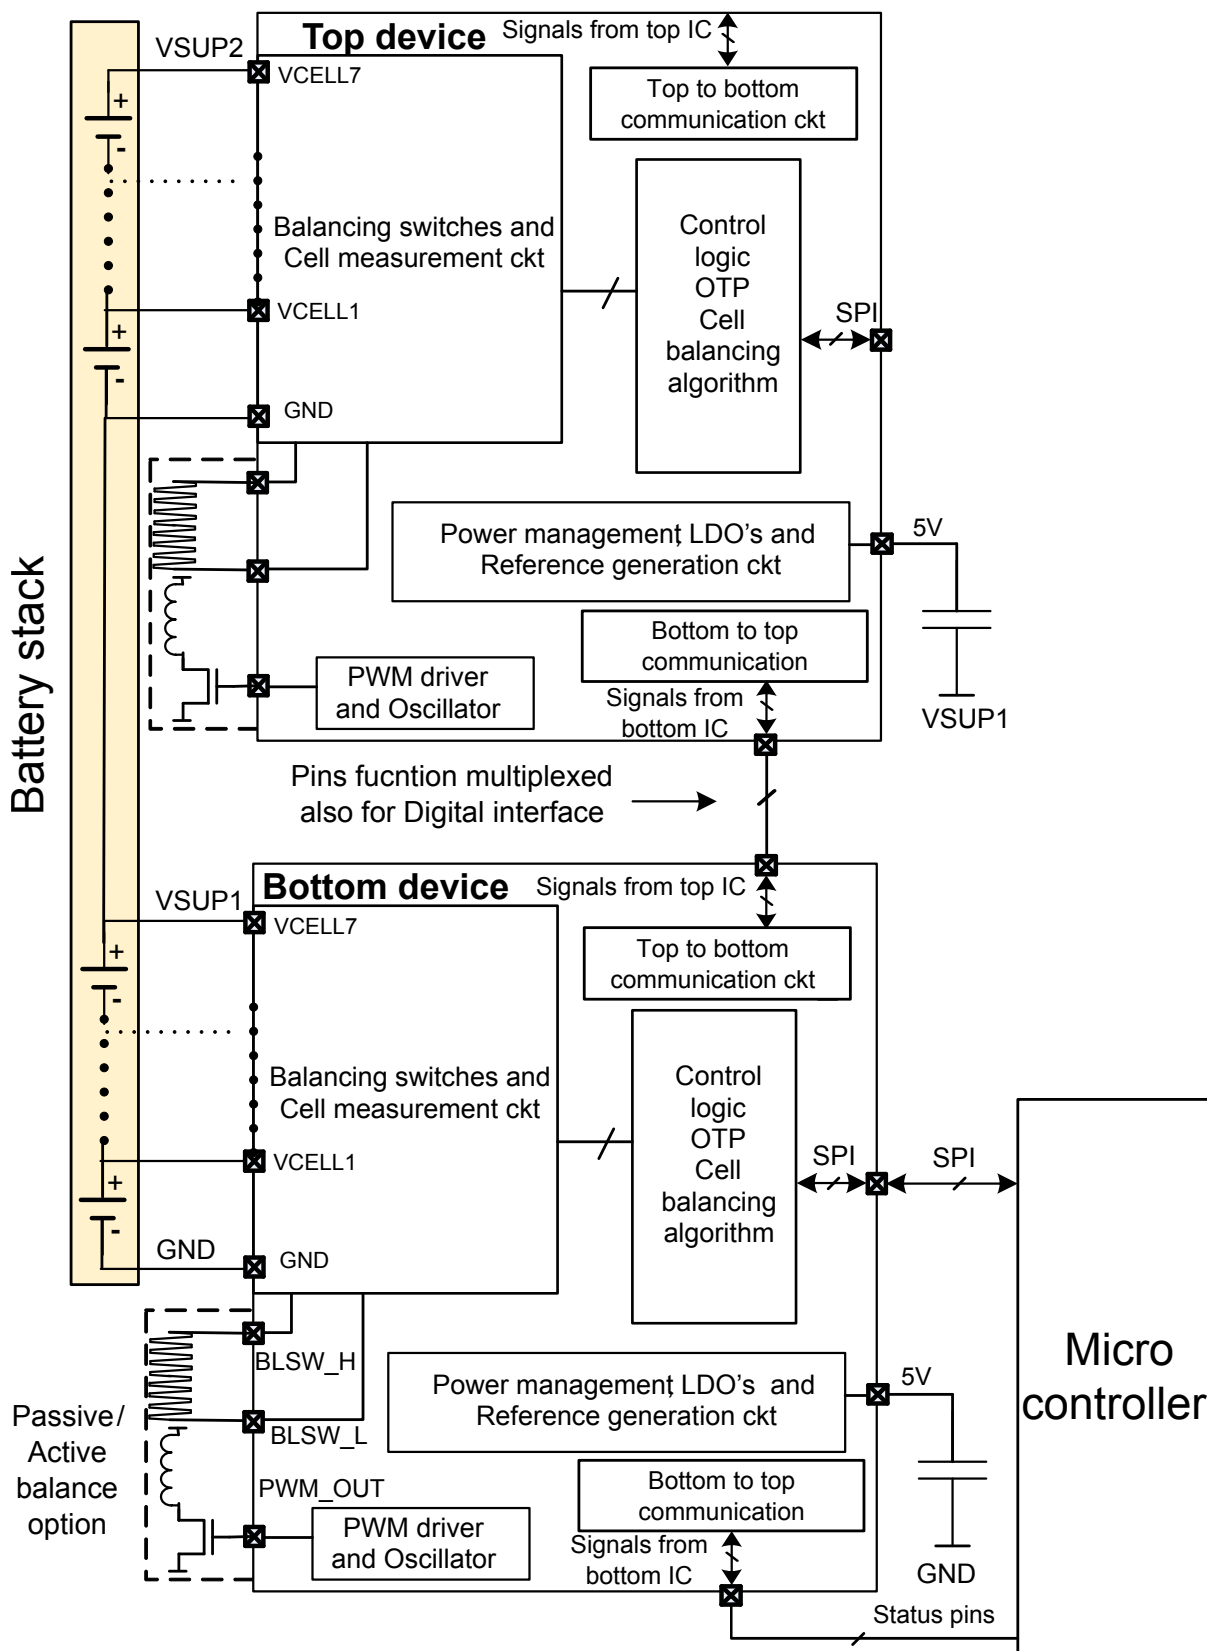 Battery stack
VSUP2
Top device
Signals from top IC
VCELL7
Top to bottom
communication ckt
+
-
Balancing switches and
Cell measurement ckt
Control
logic
OTP
Cell
balancing
algorithm
SPI
VCELL1
+
-
GND
Power management, LDO's and
Reference generation ckt
5V
VSUP1
Bottom to top
communication
PWM driver
and Oscillator
Signals from
bottom IC
Pins fucntion multiplexed
also for Digital interface
VSUP1
Bottom device
Signals from top IC
VCELL7
Top to bottom
communication ckt
+
-
Balancing switches and
Cell measurement ckt
Control
logic
OTP
Cell
balancing
algorithm
SPI
SPI
VCELL1
+
-
GND
GND
BLSW_H
BLSW_L
PWM_OUT
Passive/
Active
balance
option
Power management, LDO's and
Reference generation ckt
5V
GND
Bottom to top
communication
PWM driver
and Oscillator
Signals from
bottom IC
Status pins
Micro
controller